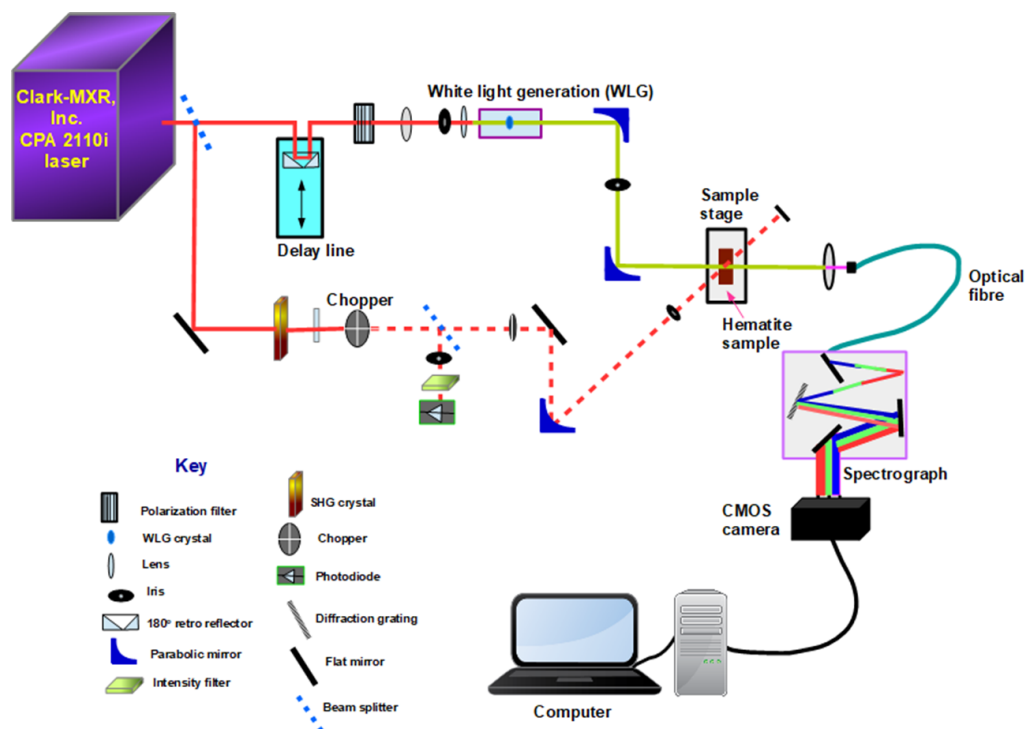 Clark-MXR,
Inc.
CPA 2110i
laser
White light generation (WLG)
Delay line
Sample
stage
Chopper
Hematite
sample
Optical
fibre
Spectrograph
CMOS
camera
Computer
Key
Polarization filter
WLG crystal
Lens
Iris
180° retro reflector
Parabolic mirror
Intensity filter
SHG crystal
Chopper
Photodiode
Diffraction grating
Flat mirror
Beam splitter